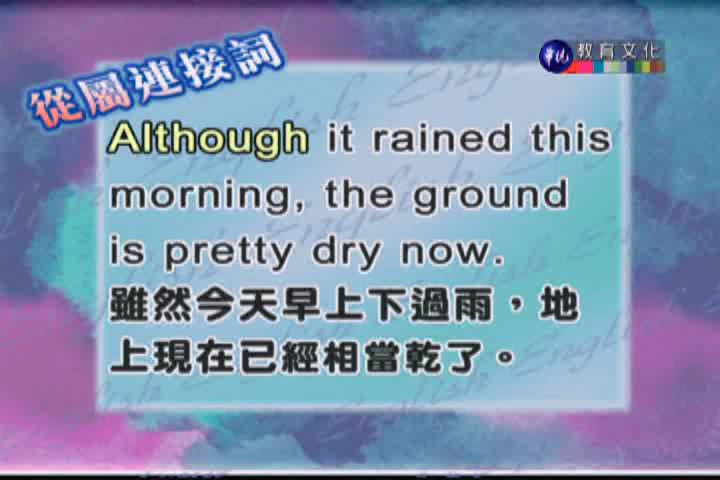 從屬連接詞
華視 教育文化
Although it rained this
morning, the ground
is pretty dry now.
雖然今天早上下過雨，地
上現在已經相當乾了。